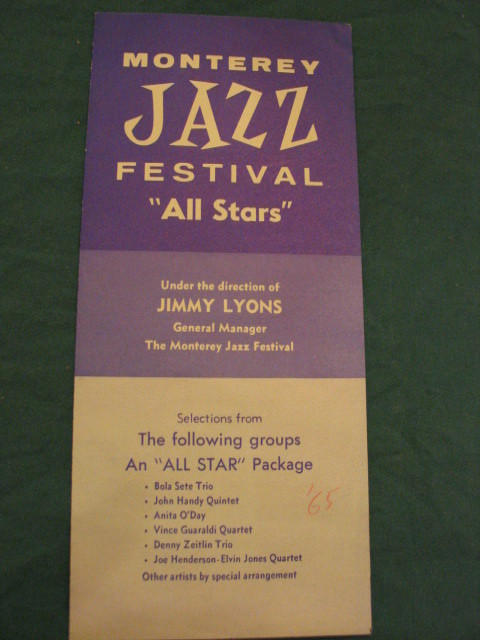 MONTEREY
JAZZ
FESTIVAL
"All Stars"
Under the direction of
JIMMY LYONS
General Manager
The Monterey Jazz Festival
Selections from
The following groups
An "ALL STAR" Package
• Bola Sete Trio
• John Handy Quintet
• Anita O'Day
• Vince Guaraldi Quartet
• Denny Zeitlin Trio
• Joe Henderson-Elvin Jones Quartet
Other artists by special arrangement
'65